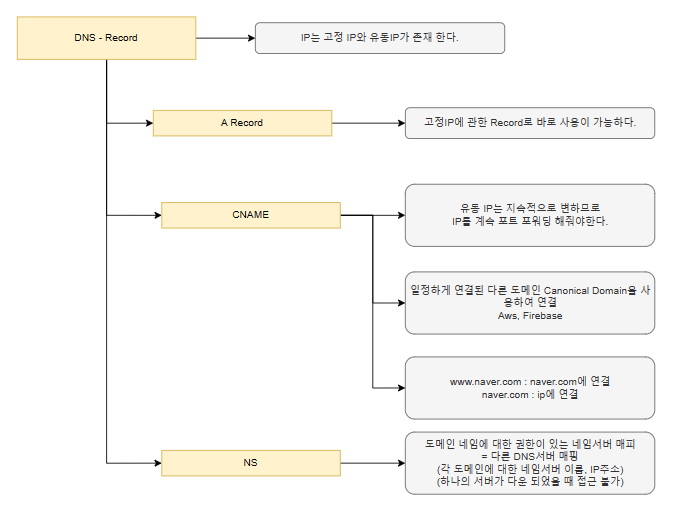 DNS - Record
IP는 고정 IP와 유동IP가 존재 한다.
A Record
고정IP에 관한 Record로 바로 사용이 가능하다.
CNAME
유동 IP는 지속적으로 변하므로
IP를 계속 포트 포워딩 해줘야한다.
일정하게 연결된 다른 도메인 Canonical Domain을 사
용하여 연결
Aws, Firebase
www.naver.com : naver.com에 연결
naver.com : ip에 연결
NS
도메인 네임에 대한 권한이 있는 네임서버 매피
= 다른 DNS서버 매핑
(각 도메인에 대한 네임서버 이름, IP주소)
(하나의 서버가 다운 되었을 때 접근 불가)